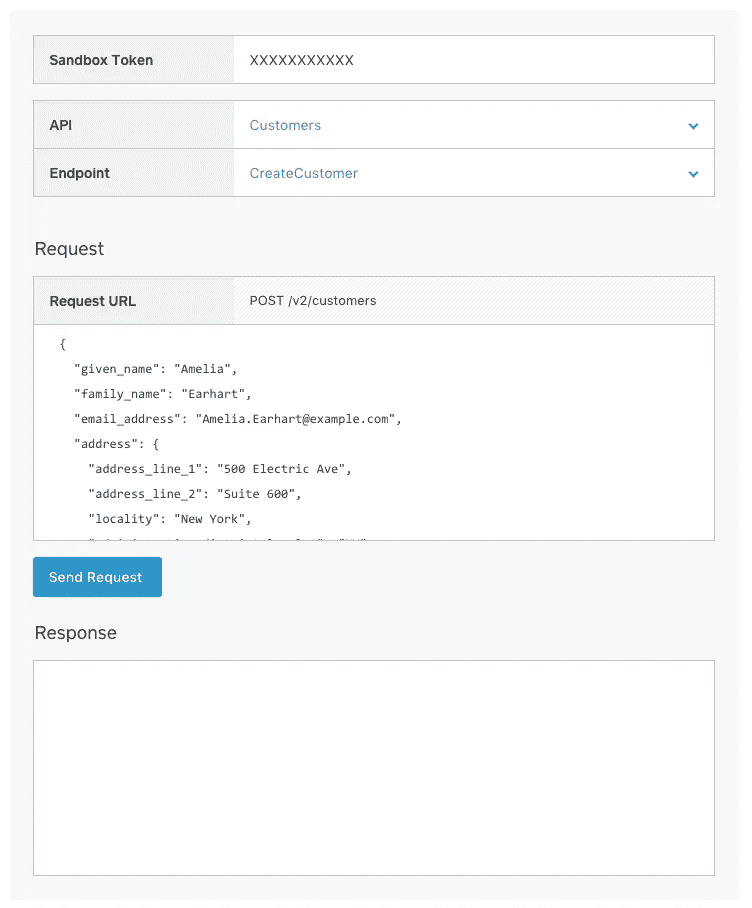 Sandbox Token XXXXXXXXXXX
API Customers
Endpoint CreateCustomer
Request
Request URL POST /v2/customers
{
"given_name": "Amelia",
"family_name": "Earhart",
"email_address": "Amelia.Earhart@example.com",
"address": {
"address_line_1": "500 Electric Ave",
"address_line_2": "Suite 600",
"locality": "New York",
Send Request
Response